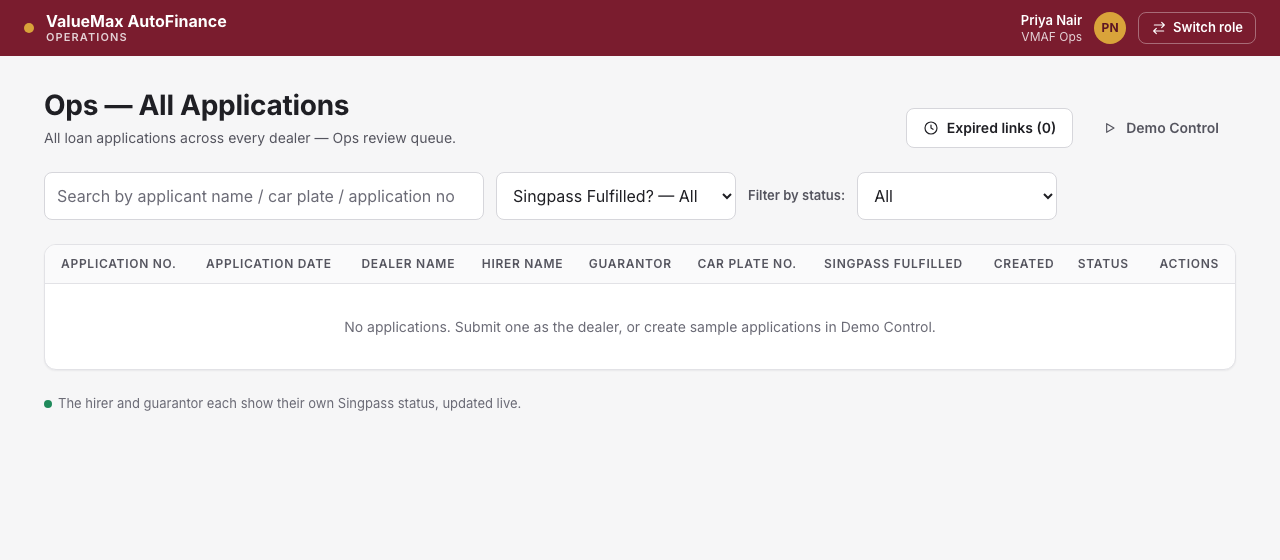 ValueMax AutoFinance
OPERATIONS
Priya Nair
VMAF Ops
PN
Switch role
Ops — All Applications
All loan applications across every dealer — Ops review queue.
Expired links (0)
Demo Control
Search by applicant name / car plate / application no
Singpass Fulfilled? — All
Filter by status:
All
APPLICATION NO. APPLICATION DATE DEALER NAME HIRER NAME GUARANTOR CAR PLATE NO. SINGPASS FULFILLED CREATED STATUS ACTIONS
No applications. Submit one as the dealer, or create sample applications in Demo Control.
The hirer and guarantor each show their own Singpass status, updated live.